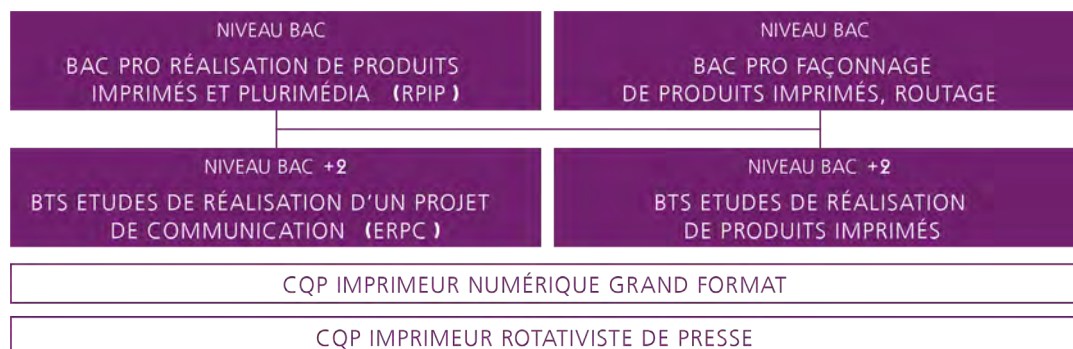 NIVEAU BAC
BAC PRO RÉALISATION DE PRODUITS
IMPRIMÉS ET PLURIMÉDIA (RPIP)
NIVEAU BAC
BAC PRO FAÇONNAGE
DE PRODUITS IMPRIMÉS, ROUTAGE
NIVEAU BAC +2
BTS ETUDES DE RÉALISATION D'UN PROJET
DE COMMUNICATION (ERPC)
NIVEAU BAC +2
BTS ETUDES DE RÉALISATION
DE PRODUITS IMPRIMÉS
CQP IMPRIMEUR NUMÉRIQUE GRAND FORMAT
CQP IMPRIMEUR ROTATIVISTE DE PRESSE